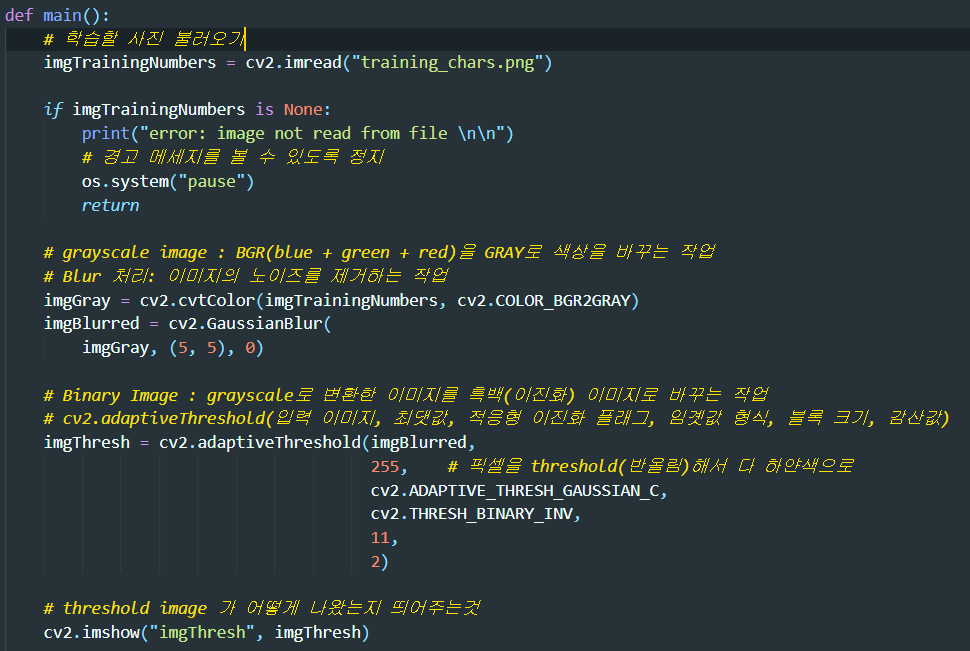 def main():
    # 학습할 사진 불러오기
    imgTrainingNumbers = cv2.imread("training_chars.png")
    if imgTrainingNumbers is None:
        print("error: image not read from file \n\n")
        # 경고 메세지를 볼 수 있도록 정지
        os.system("pause")
        return
    # grayscale image : BGR(blue + green + red)을 GRAY로 색상을 바꾸는 작업
    # Blur 처리: 이미지의 노이즈를 제거하는 작업
    imgGray = cv2.cvtColor(imgTrainingNumbers, cv2.COLOR_BGR2GRAY)
    imgBlurred = cv2.GaussianBlur(
        imgGray, (5, 5), 0)
    # Binary Image : grayscale로 변환한 이미지를 흑백(이진화) 이미지로 바꾸는 작업
    # cv2.adaptiveThreshold(입력 이미지, 최댓값, 적응형 이진화 플래그, 임곗값 형식, 블록 크기, 감산값)
    imgThresh = cv2.adaptiveThreshold(imgBlurred,
                                      255,    # 픽셀을 threshold(반올림)해서 다 하얀색으로
                                      cv2.ADAPTIVE_THRESH_GAUSSIAN_C,
                                      cv2.THRESH_BINARY_INV,
                                      11,
                                      2)
    # threshold image 가 어떻게 나왔는지 띄어주는것
    cv2.imshow("imgThresh", imgThresh)